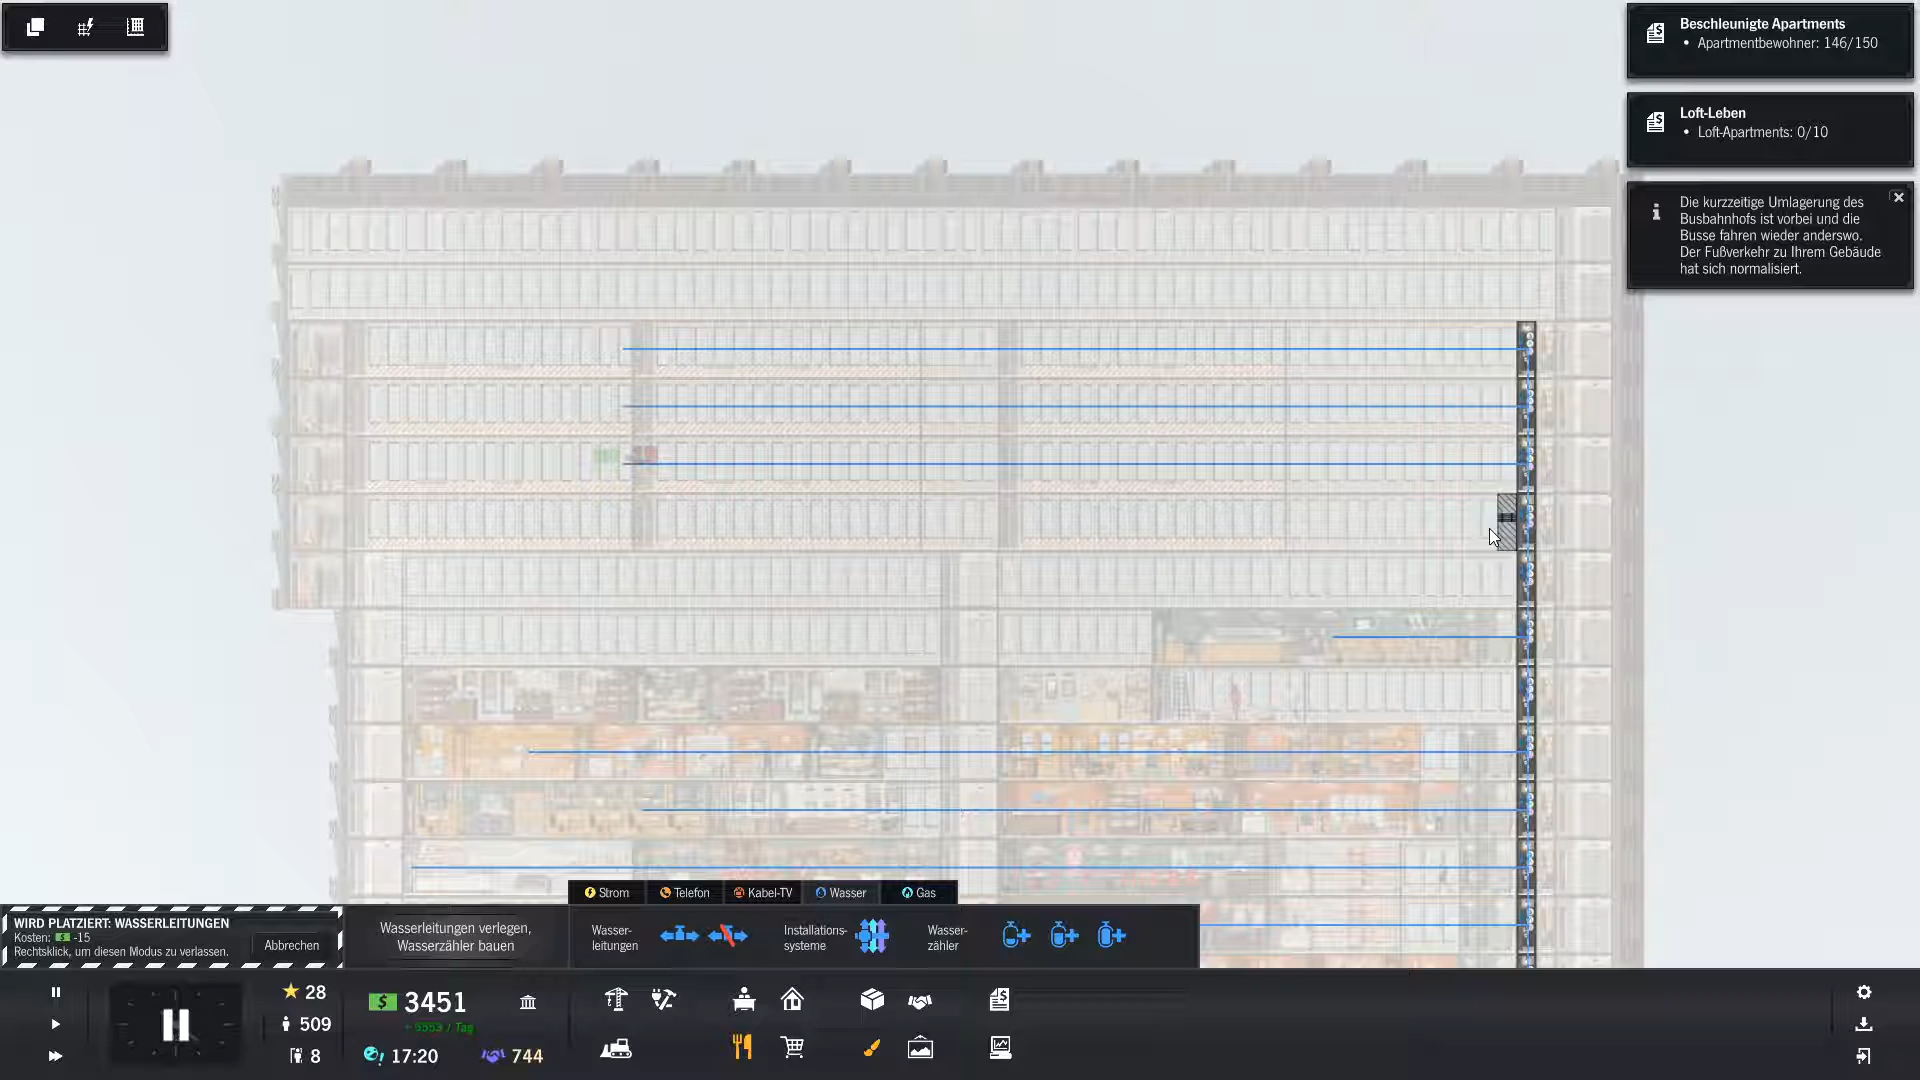 Beschleunigte Apartments
• Apartmentbewohner: 146/150
Loft-Leben
• Loft-Apartments: 0/10
Die kurzzeitige Umlagerung des
Busbahnhofs ist vorbei und die
Busse fahren wieder anderswo.
Der Fußverkehr zu Ihrem Gebäude
hat sich normalisiert.
Strom
Telefon
Kabel-TV
Wasser
Gas
WIRD PLATZIERT: WASSERLEITUNGEN
Kosten: $ -15
Rechtsklick, um diesen Modus zu verlassen.
Abbrechen
Wasserleitungen verlegen,
Wasserzähler bauen
Wasser-
leitungen
Installations-
systeme
Wasser-
zähler
28
509
8
$ 3451
/ Tag
17:20
744